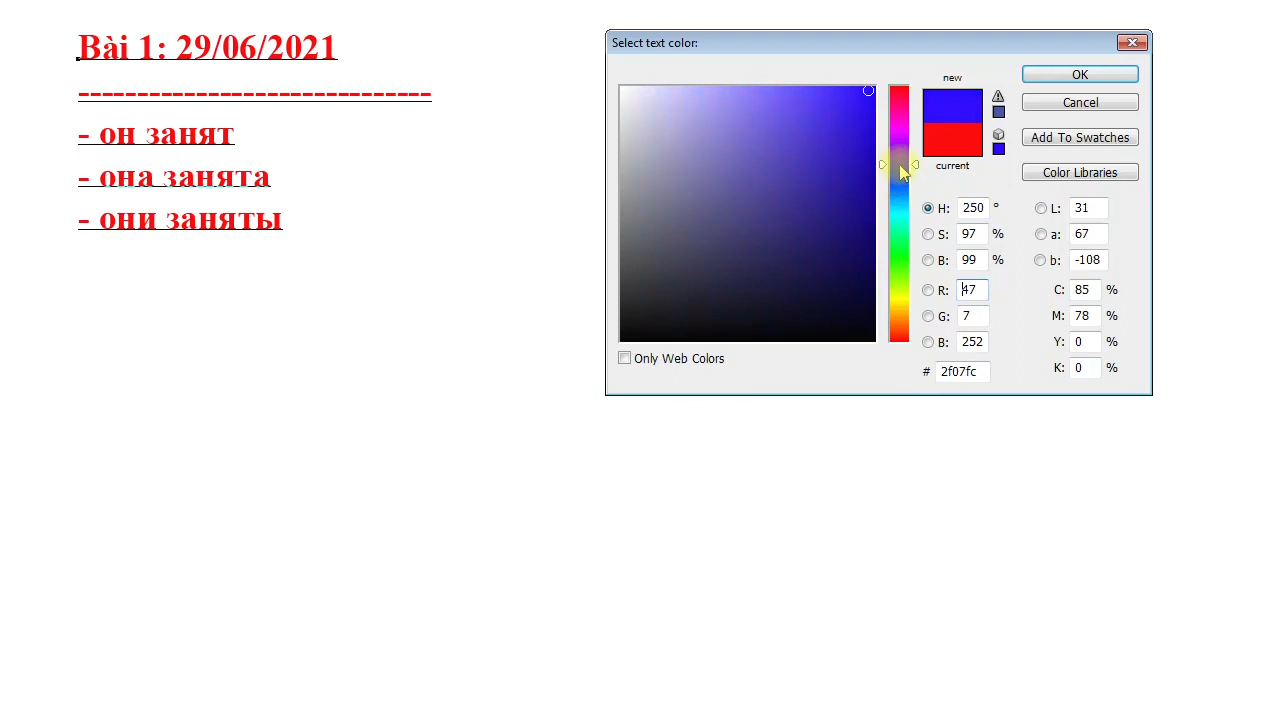 Bài 1: 29/06/2021
------------------------------
- он занят
- она занята
- они заняты
Select text color:
new
current
OK
Cancel
Add To Swatches
Color Libraries
H: 250 °
S: 97 %
B: 99 %
R: 47
G: 7
B: 252
# 2f07fc
L: 31
a: 67
b: -108
C: 85 %
M: 78 %
Y: 0 %
K: 0 %
Only Web Colors